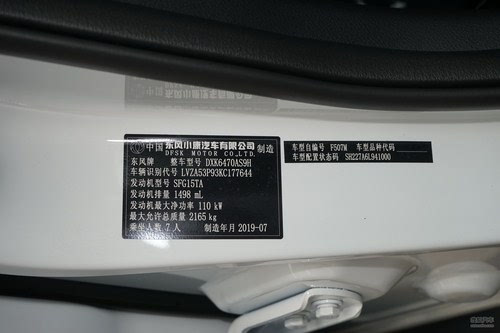 中国 东风小康汽车有限公司 制造
DFSK MOTOR CO.,LTD.
东风牌 整车型号 DXK6470AS9H
车辆识别代号 LVZA53P93KC177644
发动机型号 SFG15TA
发动机排量 1498 mL
发动机最大净功率 110 kW
最大允许总质量 2165 kg
乘坐人数 7 人 制造年月 2019-07
车型自编号 F507M 车型品种代码
车型配置状态码 SH227A6L941000